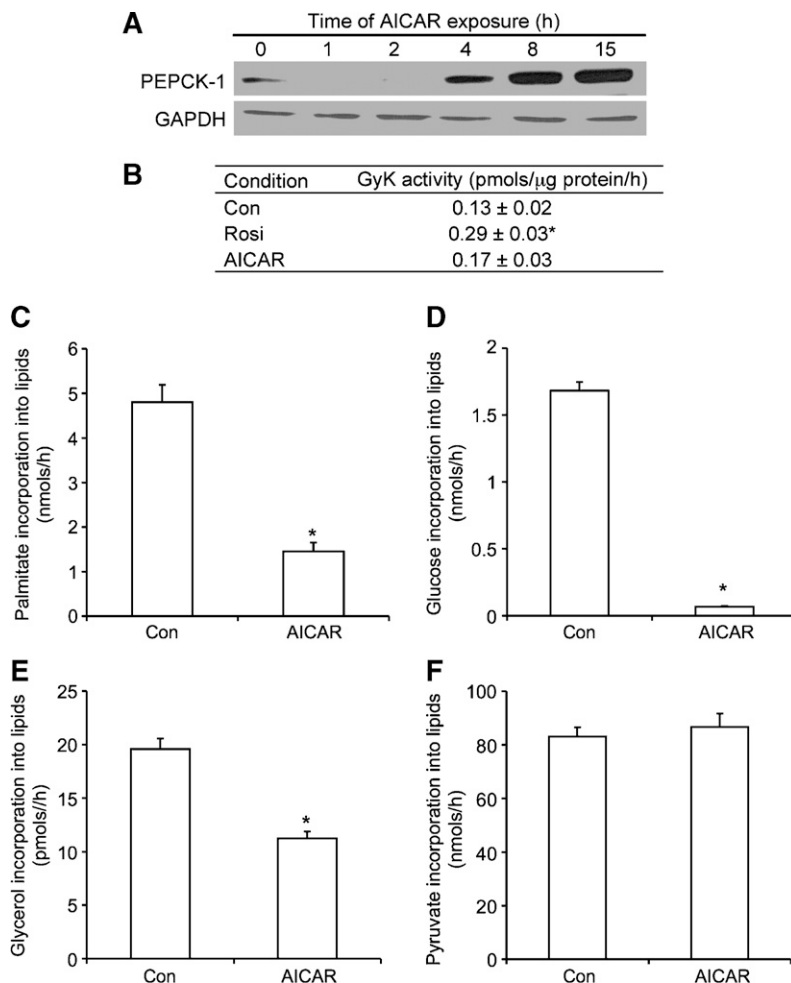 A
Time of AICAR exposure (h)
0 1 2 4 8 15
PEPCK-1
GAPDH
B
Condition GyK activity (pmols/µg protein/h)
Con 0.13 ± 0.02
Rosi 0.29 ± 0.03*
AICAR 0.17 ± 0.03
C
Palmitate incorporation into lipids
(nmols/h)
6
5
4
3
2
1
0
*
Con AICAR
D
Glucose incorporation into lipids
(nmols/h)
2
1.5
1
0.5
0
*
Con AICAR
E
Glycerol incorporation into lipids
(pmols//h)
25
20
15
10
5
0
*
Con AICAR
F
Pyruvate incorporation into lipids
(nmols/h)
100
80
60
40
20
0
Con AICAR